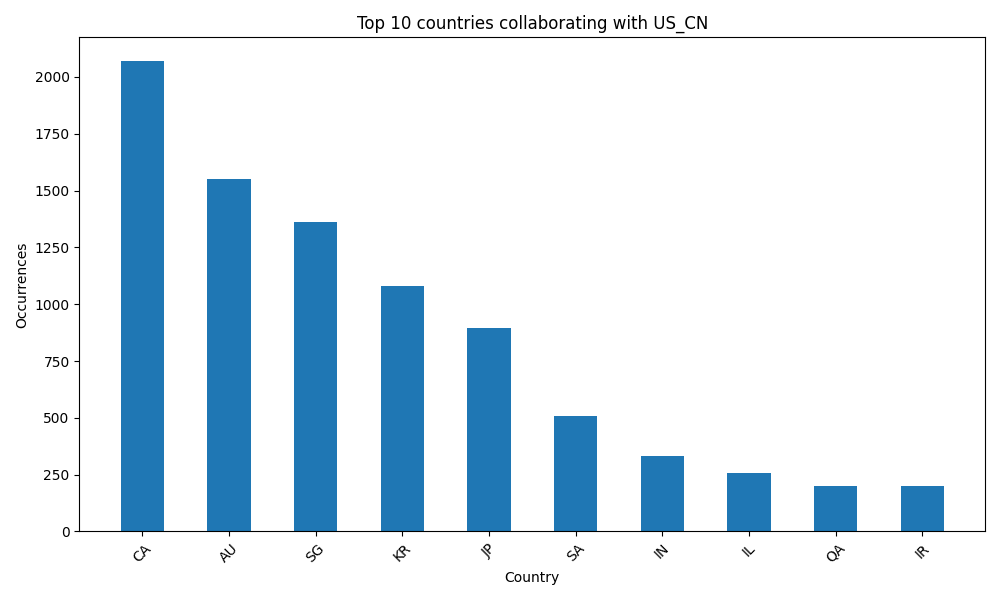 Top 10 countries collaborating with US_CN
Occurrences
2000
1750
1500
1250
1000
750
500
250
0
CA AU SG KR JP SA IN IL QA IR
Country